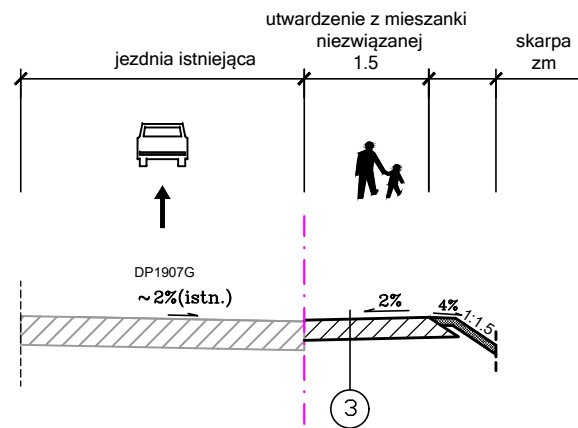 utwardzenie z mieszanki
niezwiązanej
1.5
jezdnia istniejąca
skarpa
zm
DP1907G
~2%(istn.)
2%
4%
1:1.5
3